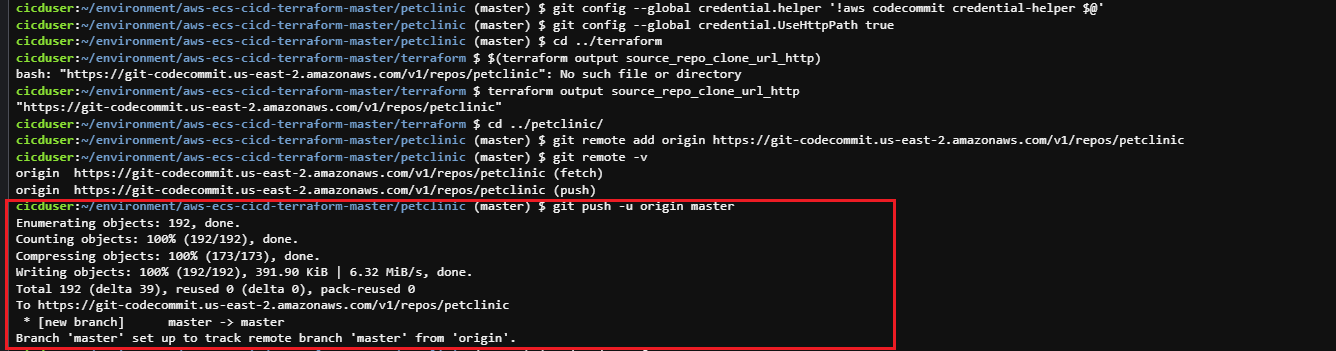 cicduser:~/environment/aws-ecs-cicd-terraform-master/petclinic (master) $ git config --global credential.helper '!aws codecommit credential-helper $@'
cicduser:~/environment/aws-ecs-cicd-terraform-master/petclinic (master) $ git config --global credential.UseHttpPath true
cicduser:~/environment/aws-ecs-cicd-terraform-master/petclinic (master) $ cd ../terraform
cicduser:~/environment/aws-ecs-cicd-terraform-master/terraform $ $(terraform output source_repo_clone_url_http)
bash: "https://git-codecommit.us-east-2.amazonaws.com/v1/repos/petclinic": No such file or directory
cicduser:~/environment/aws-ecs-cicd-terraform-master/terraform $ terraform output source_repo_clone_url_http
"https://git-codecommit.us-east-2.amazonaws.com/v1/repos/petclinic"
cicduser:~/environment/aws-ecs-cicd-terraform-master/terraform $ cd ../petclinic/
cicduser:~/environment/aws-ecs-cicd-terraform-master/petclinic (master) $ git remote add origin https://git-codecommit.us-east-2.amazonaws.com/v1/repos/petclinic
cicduser:~/environment/aws-ecs-cicd-terraform-master/petclinic (master) $ git remote -v
origin  https://git-codecommit.us-east-2.amazonaws.com/v1/repos/petclinic (fetch)
origin  https://git-codecommit.us-east-2.amazonaws.com/v1/repos/petclinic (push)
cicduser:~/environment/aws-ecs-cicd-terraform-master/petclinic (master) $ git push -u origin master
Enumerating objects: 192, done.
Counting objects: 100% (192/192), done.
Compressing objects: 100% (173/173), done.
Writing objects: 100% (192/192), 391.90 KiB | 6.32 MiB/s, done.
Total 192 (delta 39), reused 0 (delta 0), pack-reused 0
To https://git-codecommit.us-east-2.amazonaws.com/v1/repos/petclinic
 * [new branch]      master -> master
Branch 'master' set up to track remote branch 'master' from 'origin'.